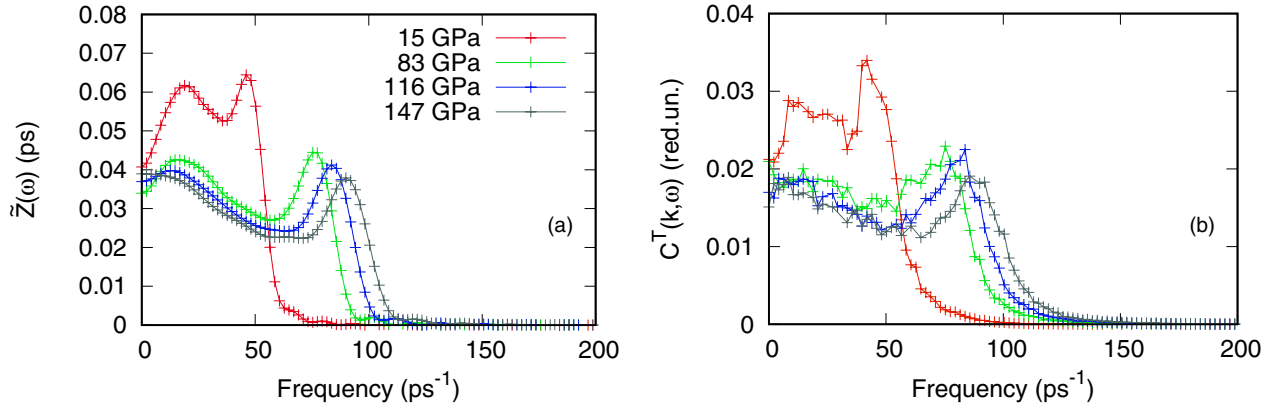 0.08
0.07
0.06
0.05
0.04
0.03
0.02
0.01
0
Z̃(ω) (ps)
15 GPa
83 GPa
116 GPa
147 GPa
(a)
0 50 100 150 200
Frequency (ps⁻¹)
0.04
0.03
0.02
0.01
0
Cᵀ(k,ω) (red.un.)
(b)
0 50 100 150 200
Frequency (ps⁻¹)